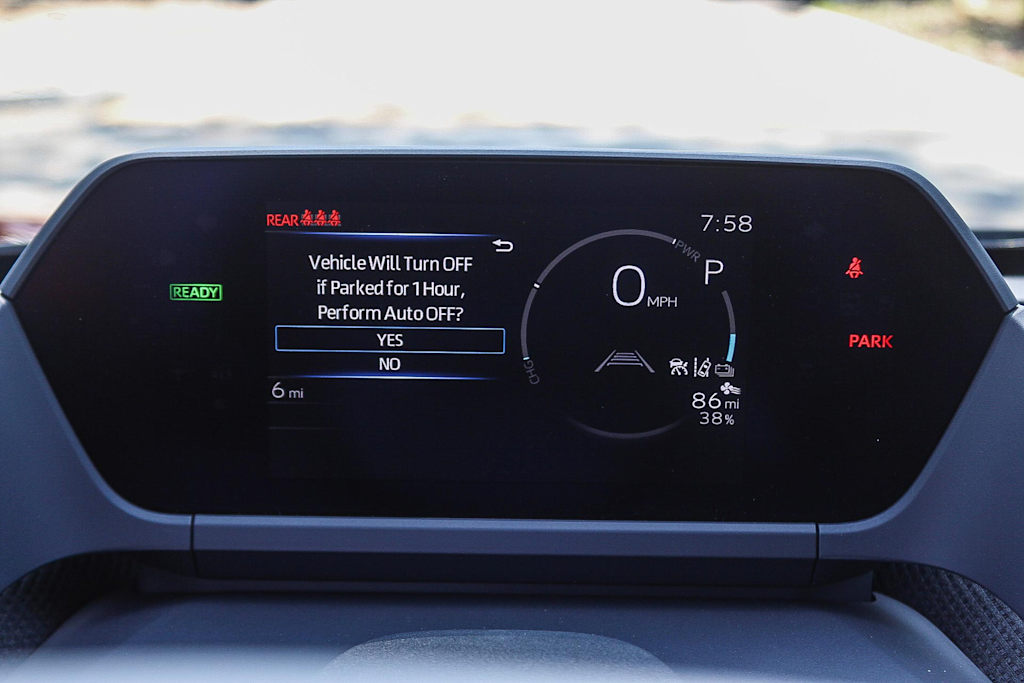 REAR
7:58
Vehicle Will Turn OFF
if Parked for 1 Hour,
Perform Auto OFF?
YES
NO
READY
PWR
P
0 MPH
PARK
CHG
6 mi
86 mi
38%